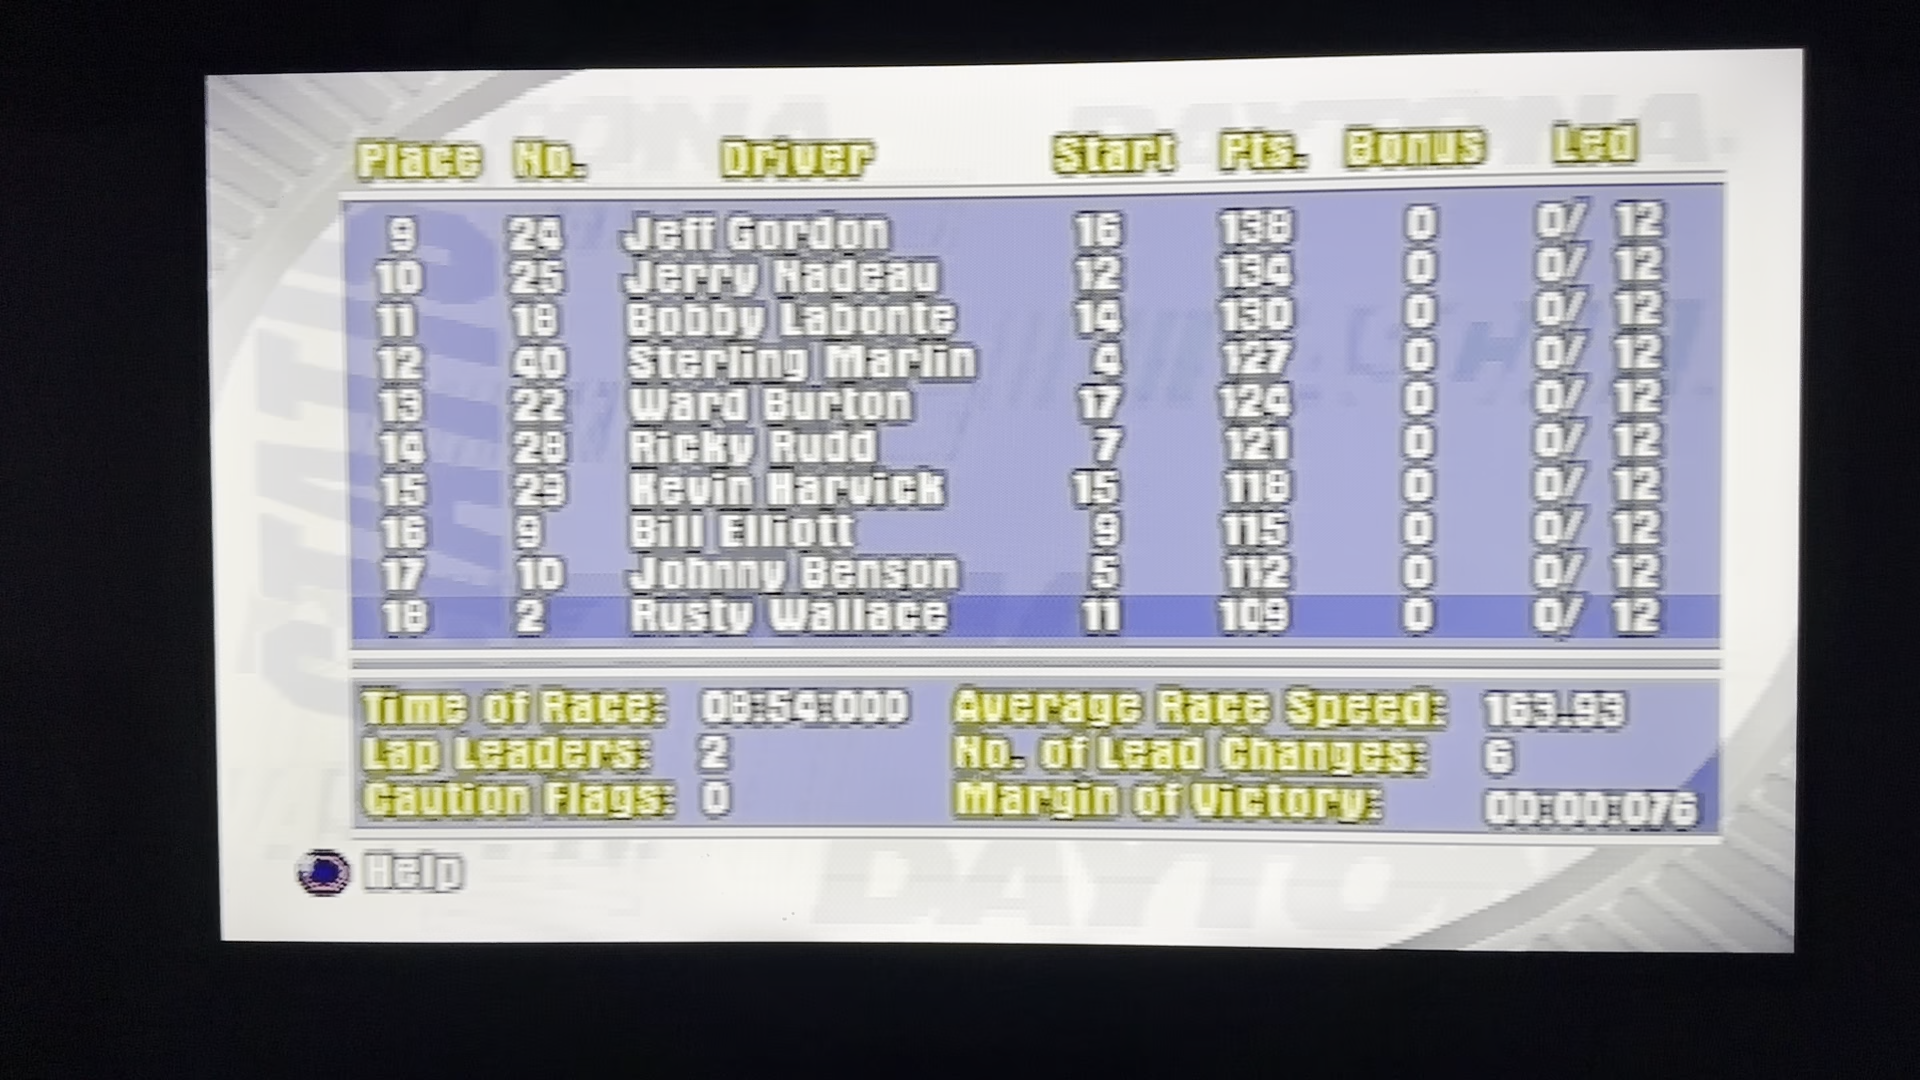 Place No. Driver Start Pts. Bonus Led
9 24 Jeff Gordon 16 138 0 0/ 12
10 25 Jerry Nadeau 12 134 0 0/ 12
11 18 Bobby Labonte 14 130 0 0/ 12
12 40 Sterling Marlin 4 127 0 0/ 12
13 22 Ward Burton 17 124 0 0/ 12
14 28 Ricky Rudd 7 121 0 0/ 12
15 29 Kevin Harvick 15 118 0 0/ 12
16 9 Bill Elliott 9 115 0 0/ 12
17 10 Johnny Benson 5 112 0 0/ 12
18 2 Rusty Wallace 11 109 0 0/ 12
Time of Race: 08:54:000 Average Race Speed: 163.93
Lap Leaders: 2 No. of Lead Changes: 6
Caution Flags: 0 Margin of Victory: 00:00:076
Help